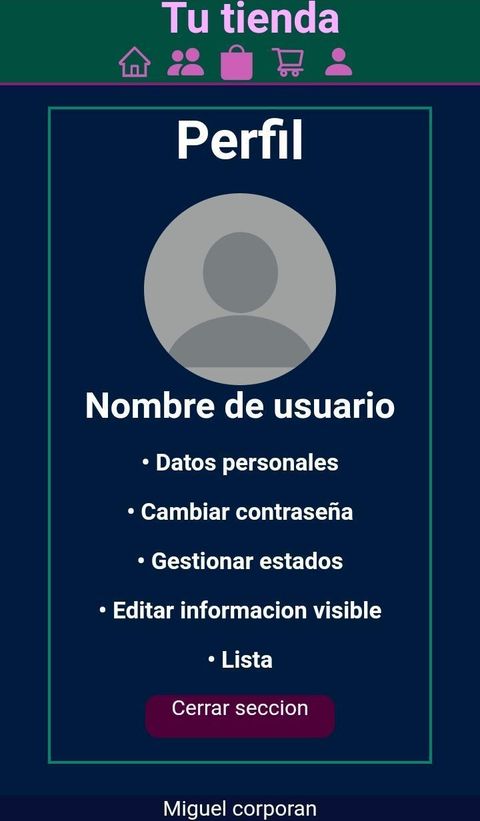 Tu tienda
Perfil
Nombre de usuario
• Datos personales
• Cambiar contraseña
• Gestionar estados
• Editar informacion visible
• Lista
Cerrar seccion
Miguel corporan